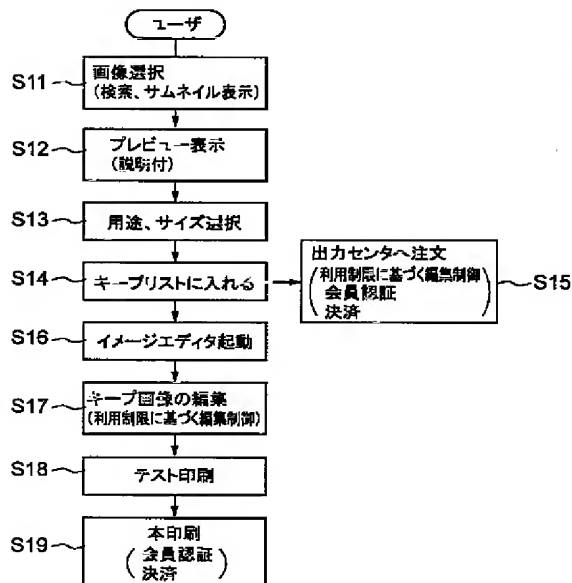 ユーザ
S11
画像選択
(検索、サムネイル表示)
S12
プレビュー表示
(説明付)
S13
用途、サイズ選択
S14
キープリストに入れる
出力センタへ注文
(利用制限に基づく編集制御
会員認証
決済)
S15
S16
イメージエディタ起動
S17
キープ画像の編集
(利用制限に基づく編集制御)
S18
テスト印刷
S19
本印刷
(会員認証
決済)